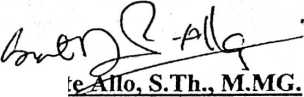 te Allo, S.Th., M.MG.